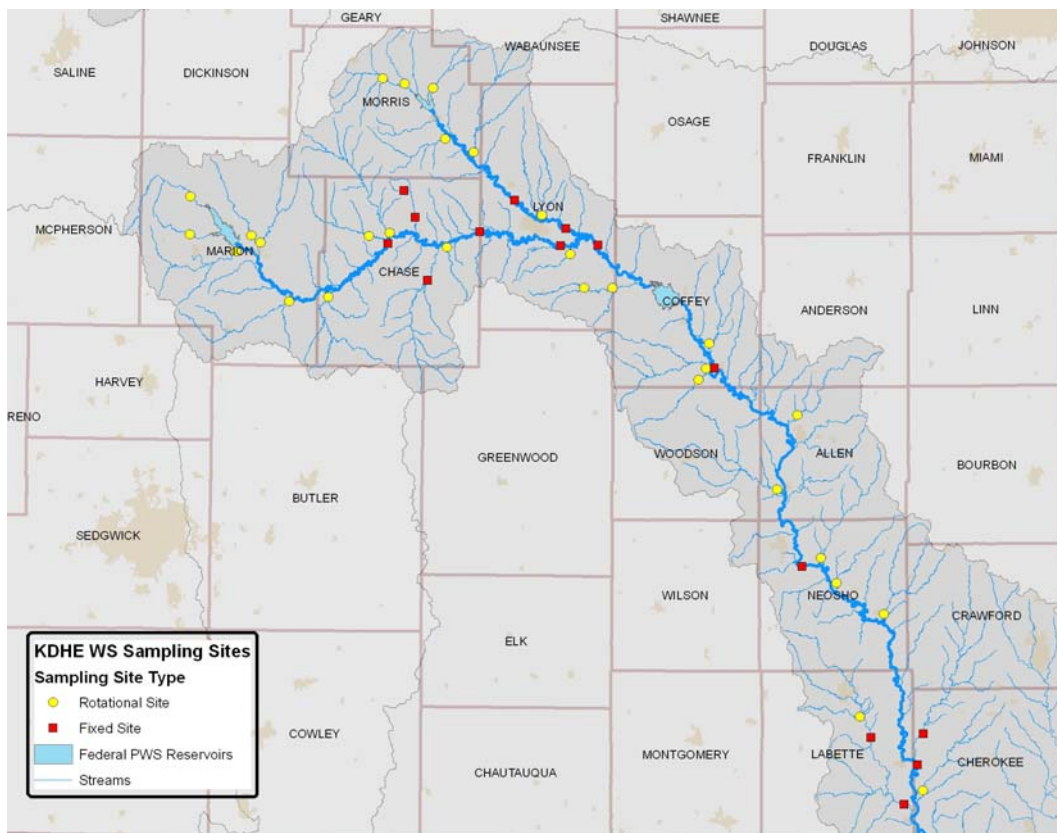 GEARY
SHAWNEE
WABAUNSEE
DOUGLAS
JOHNSON
SALINE
DICKINSON
MORRIS
OSAGE
FRANKLIN
MIAMI
LYON
MCPHERSON
MARION
CHASE
COFFEY
ANDERSON
LINN
HARVEY
RENO
GREENWOOD
WOODSON
ALLEN
BOURBON
BUTLER
SEDGWICK
WILSON
NEOSHO
CRAWFORD
ELK
KDHE WS Sampling Sites
Sampling Site Type
Rotational Site
Fixed Site
Federal PWS Reservoirs
Streams
COWLEY
CHAUTAUQUA
MONTGOMERY
LABETTE
CHEROKEE